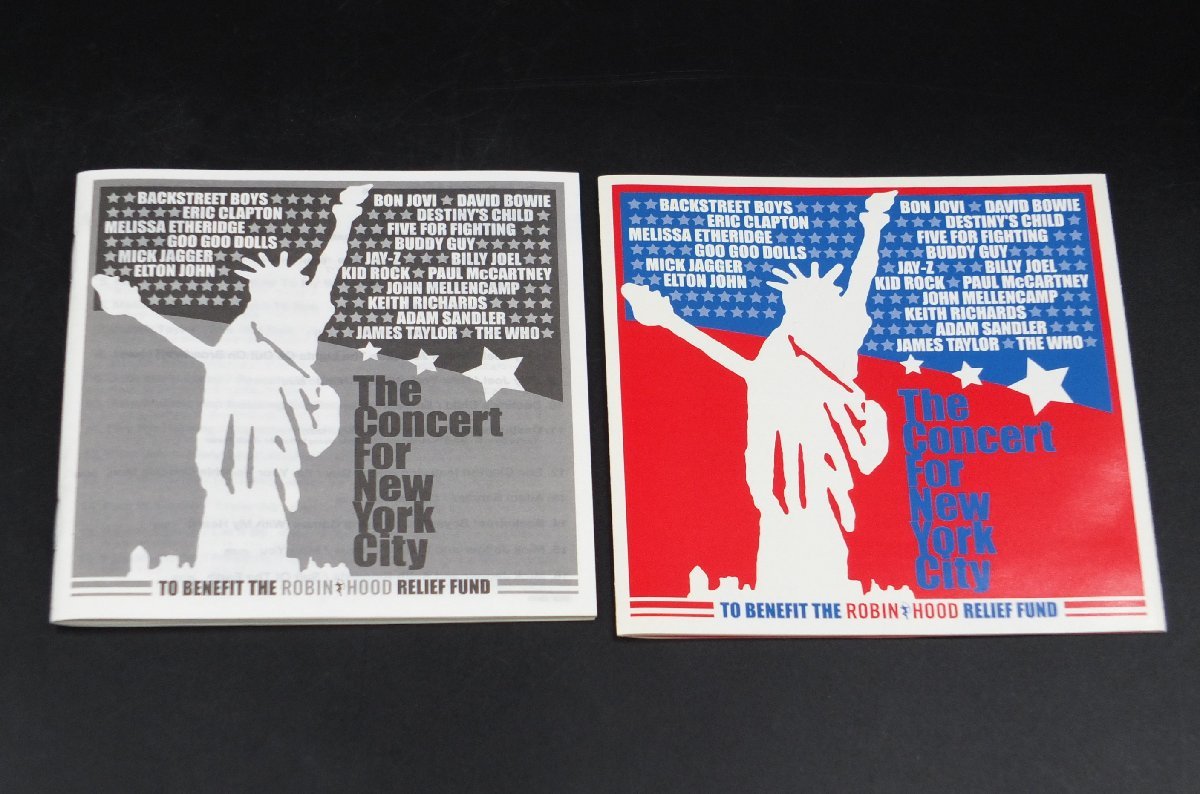 BACKSTREET BOYS
ERIC CLAPTON
MELISSA ETHERIDGE
GOO GOO DOLLS
MICK JAGGER
ELTON JOHN
BON JOVI ★ DAVID BOWIE
DESTINY'S CHILD
FIVE FOR FIGHTING
BUDDY GUY
JAY-Z ★★★ BILLY JOEL
KID ROCK ★ PAUL McCARTNEY
JOHN MELLENCAMP
KEITH RICHARDS
ADAM SANDLER
JAMES TAYLOR ★ THE WHO
The
Concert
For
New
York
City
TO BENEFIT THE ROBIN HOOD RELIEF FUND
BACKSTREET BOYS
ERIC CLAPTON
MELISSA ETHERIDGE
GOO GOO DOLLS
MICK JAGGER
ELTON JOHN
BON JOVI ★ DAVID BOWIE
DESTINY'S CHILD
FIVE FOR FIGHTING
BUDDY GUY
JAY-Z ★★★ BILLY JOEL
KID ROCK ★ PAUL McCARTNEY
JOHN MELLENCAMP
KEITH RICHARDS
ADAM SANDLER
JAMES TAYLOR ★ THE WHO
The
Concert
For
New
York
City
TO BENEFIT THE ROBIN HOOD RELIEF FUND